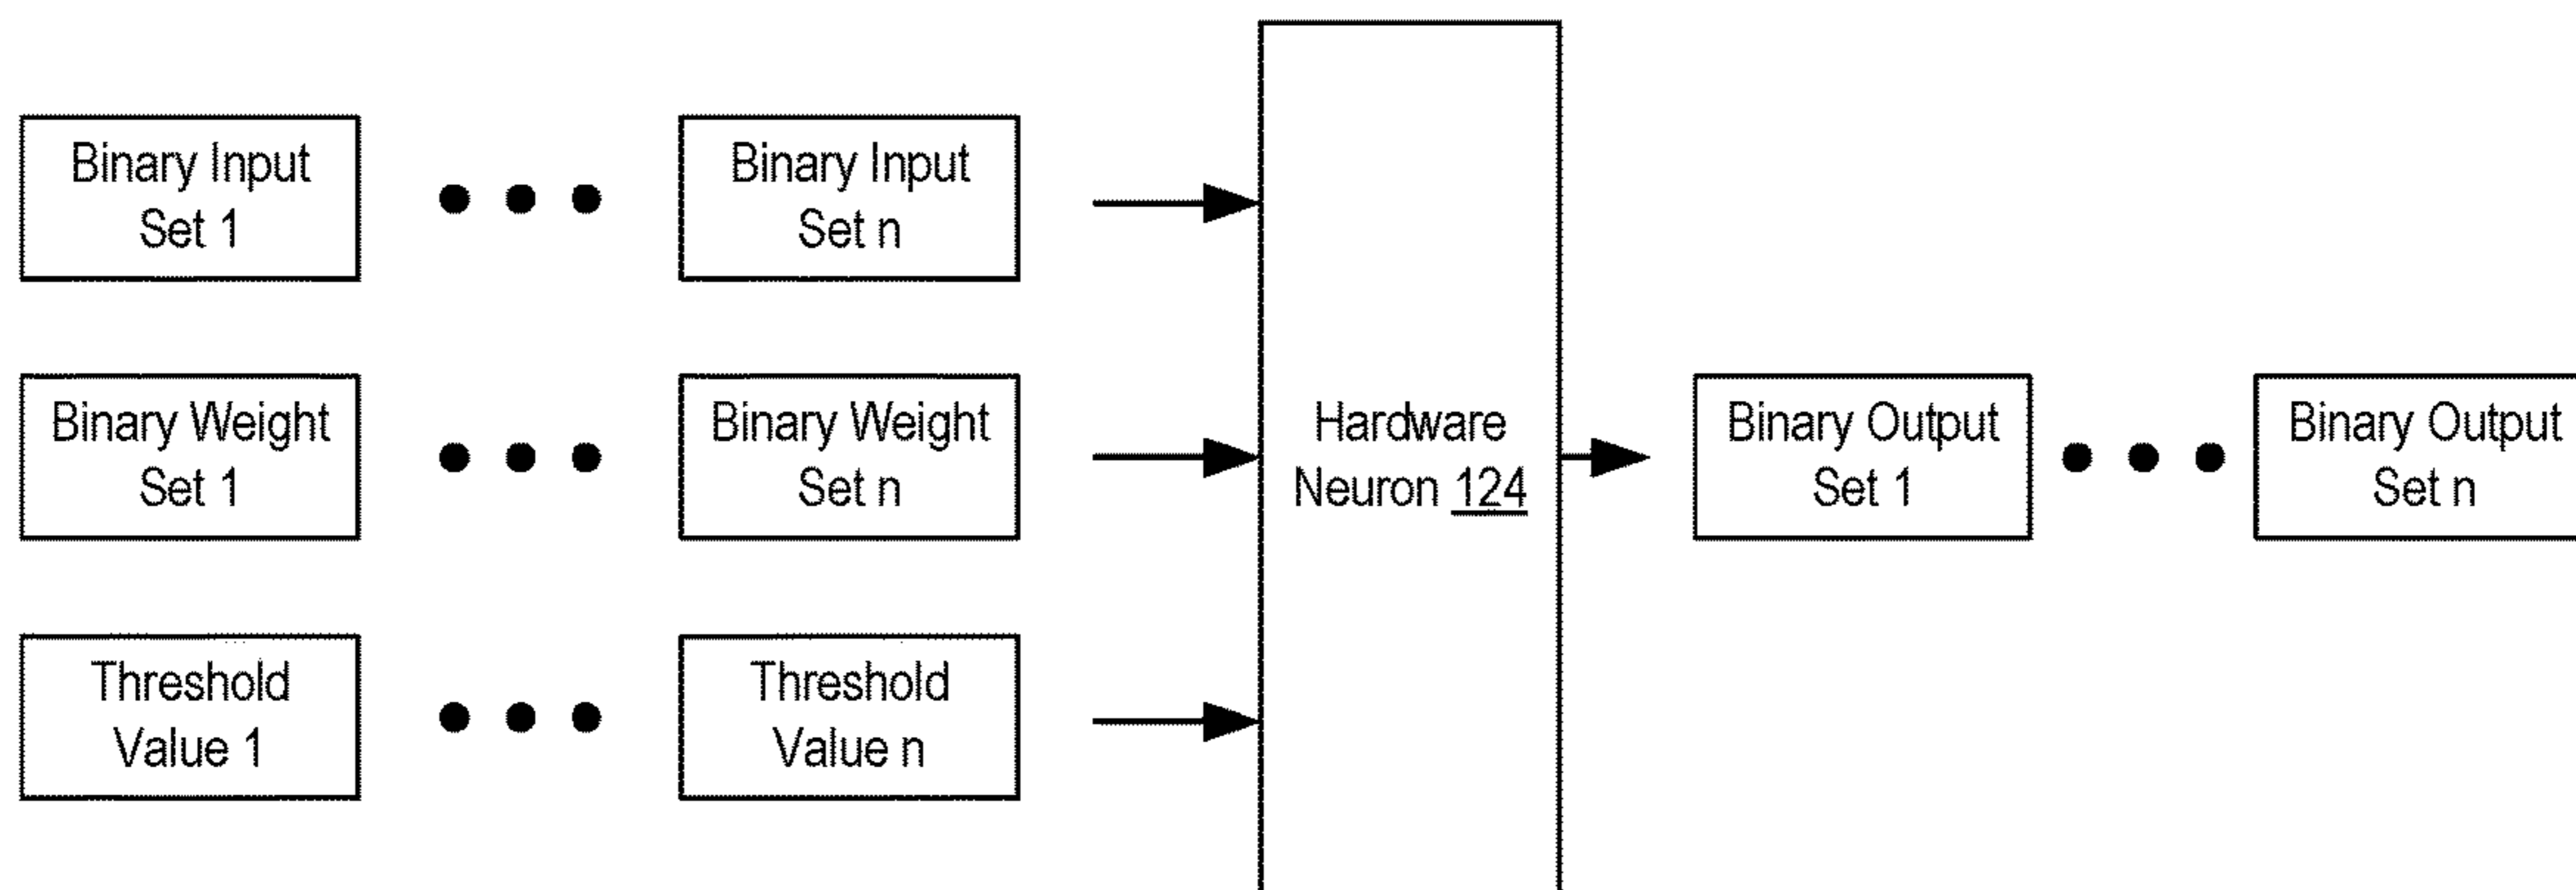 Binary Input
Set 1
Binary Input
Set n
Binary Weight
Set 1
Binary Weight
Set n
Threshold
Value 1
Threshold
Value n
Hardware
Neuron 124
Binary Output
Set 1
Binary Output
Set n